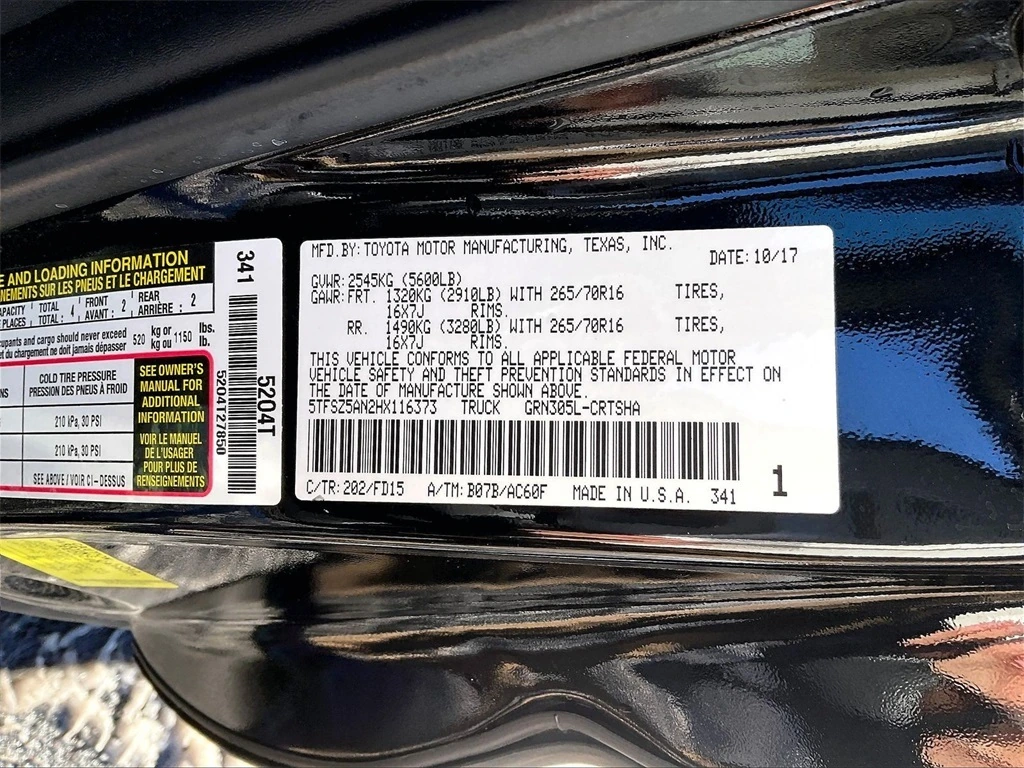 E AND LOADING INFORMATION
NEMENTS SUR LES PNEUS ET LE CHARGEMENT
CAPACITY TOTAL : 4 FRONT : 2 REAR : 2
PLACES TOTAL : AVANT : ARRIÈRE :
cupants and cargo should never exceed 520 kg or 1150 lbs.
et du chargement ne doit jamais dépasser kg ou lb.
COLD TIRE PRESSURE
PRESSION DES PNEUS À FROID
210 kPa, 30 PSI
210 kPa, 30 PSI
SEE ABOVE / VOIR CI-DESSUS
SEE OWNER'S
MANUAL FOR
ADDITIONAL
INFORMATION
VOIR LE MANUEL
DE L'USAGER
POUR PLUS DE
RENSEIGNEMENTS
341
5204T27850
5204T
MFD.BY:TOYOTA MOTOR MANUFACTURING, TEXAS, INC.
DATE:10/17
GVWR:2545KG (5600LB)
GAWR:FRT. 1320KG (2910LB) WITH 265/70R16 TIRES,
16X7J RIMS.
RR. 1490KG (3280LB) WITH 265/70R16 TIRES,
16X7J RIMS.
THIS VEHICLE CONFORMS TO ALL APPLICABLE FEDERAL MOTOR
VEHICLE SAFETY AND THEFT PREVENTION STANDARDS IN EFFECT ON
THE DATE OF MANUFACTURE SHOWN ABOVE.
5TFSZ5AN2HX116373 TRUCK GRN305L-CRTSHA
C/TR:202/FD15 A/TM:B07B/AC60F MADE IN U.S.A. 341
1